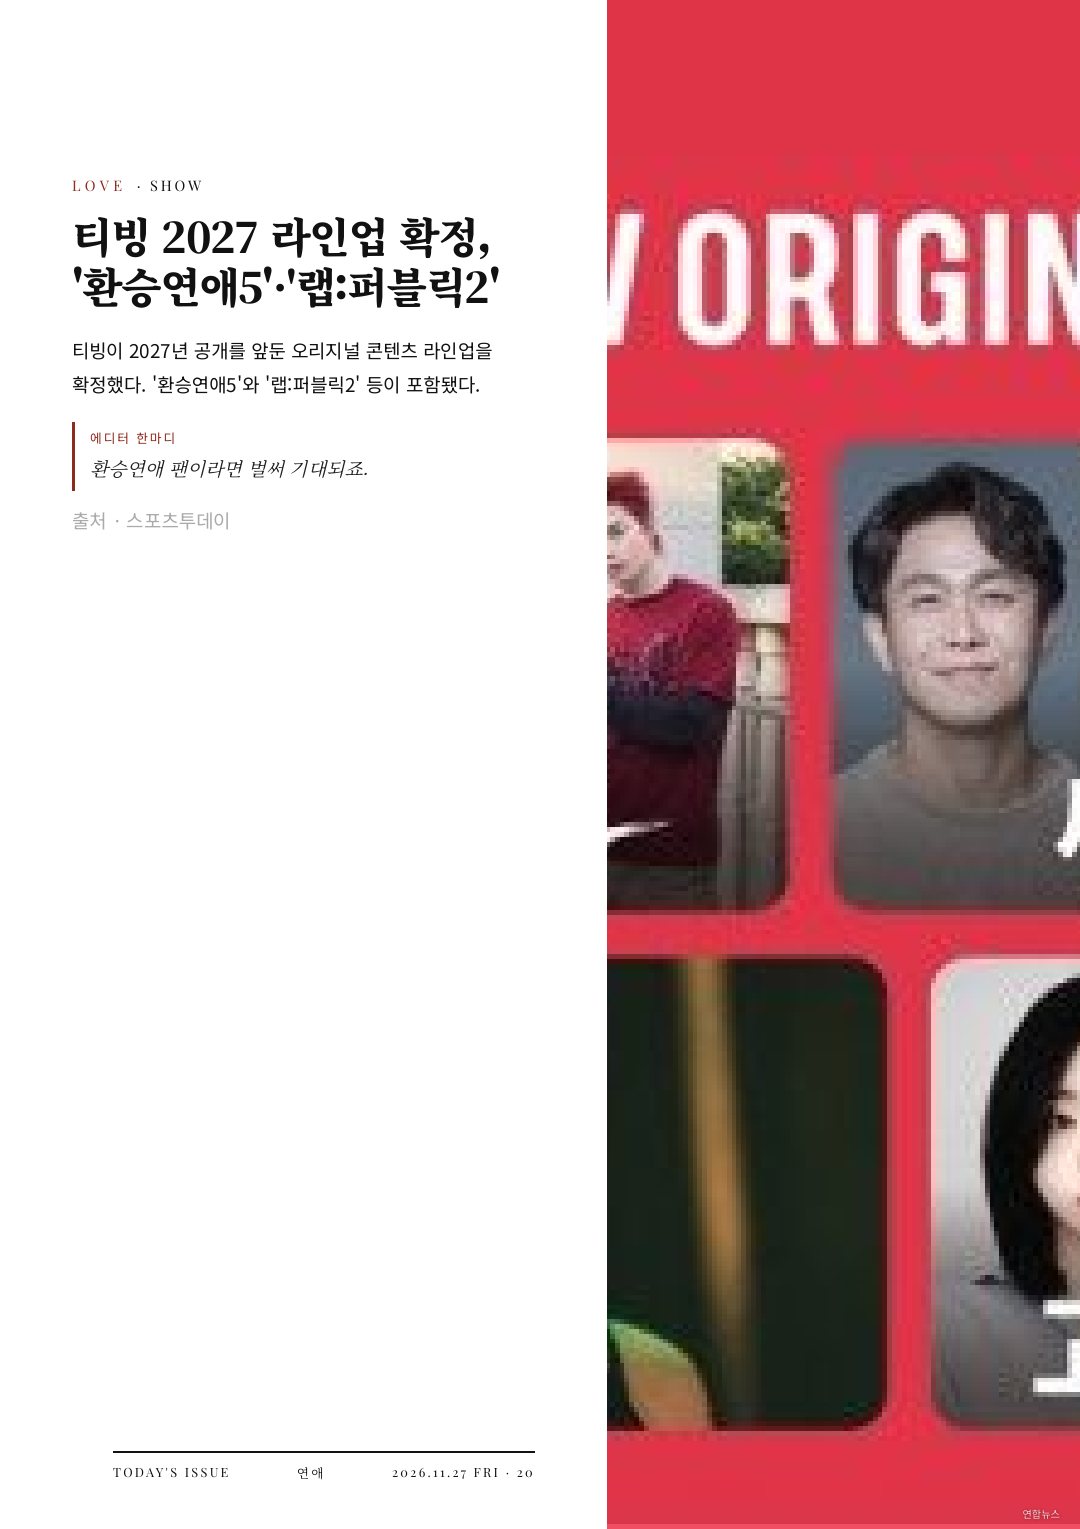 LOVE · SHOW
티빙 2027 라인업 확정,
'환승연애5'·'랩:퍼블릭2'
티빙이 2027년 공개를 앞둔 오리지널 콘텐츠 라인업을
확정했다. '환승연애5'와 '랩:퍼블릭2' 등이 포함됐다.
에디터 한마디
환승연애 팬이라면 벌써 기대되죠.
출처 · 스포츠투데이
ORIGIN
TODAY'S ISSUE 연애 2026.11.27 FRI · 20
연합뉴스